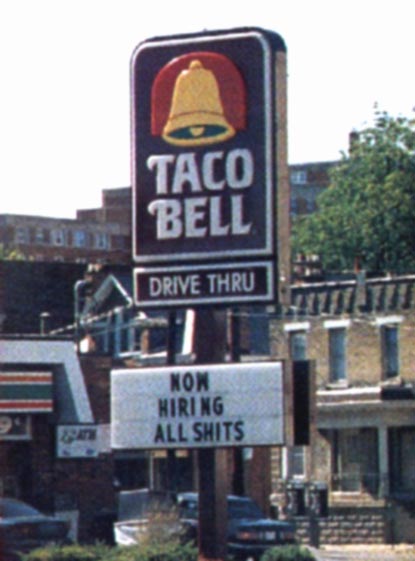 TACO
BELL
DRIVE THRU
NOW
HIRING
ALL SHITS